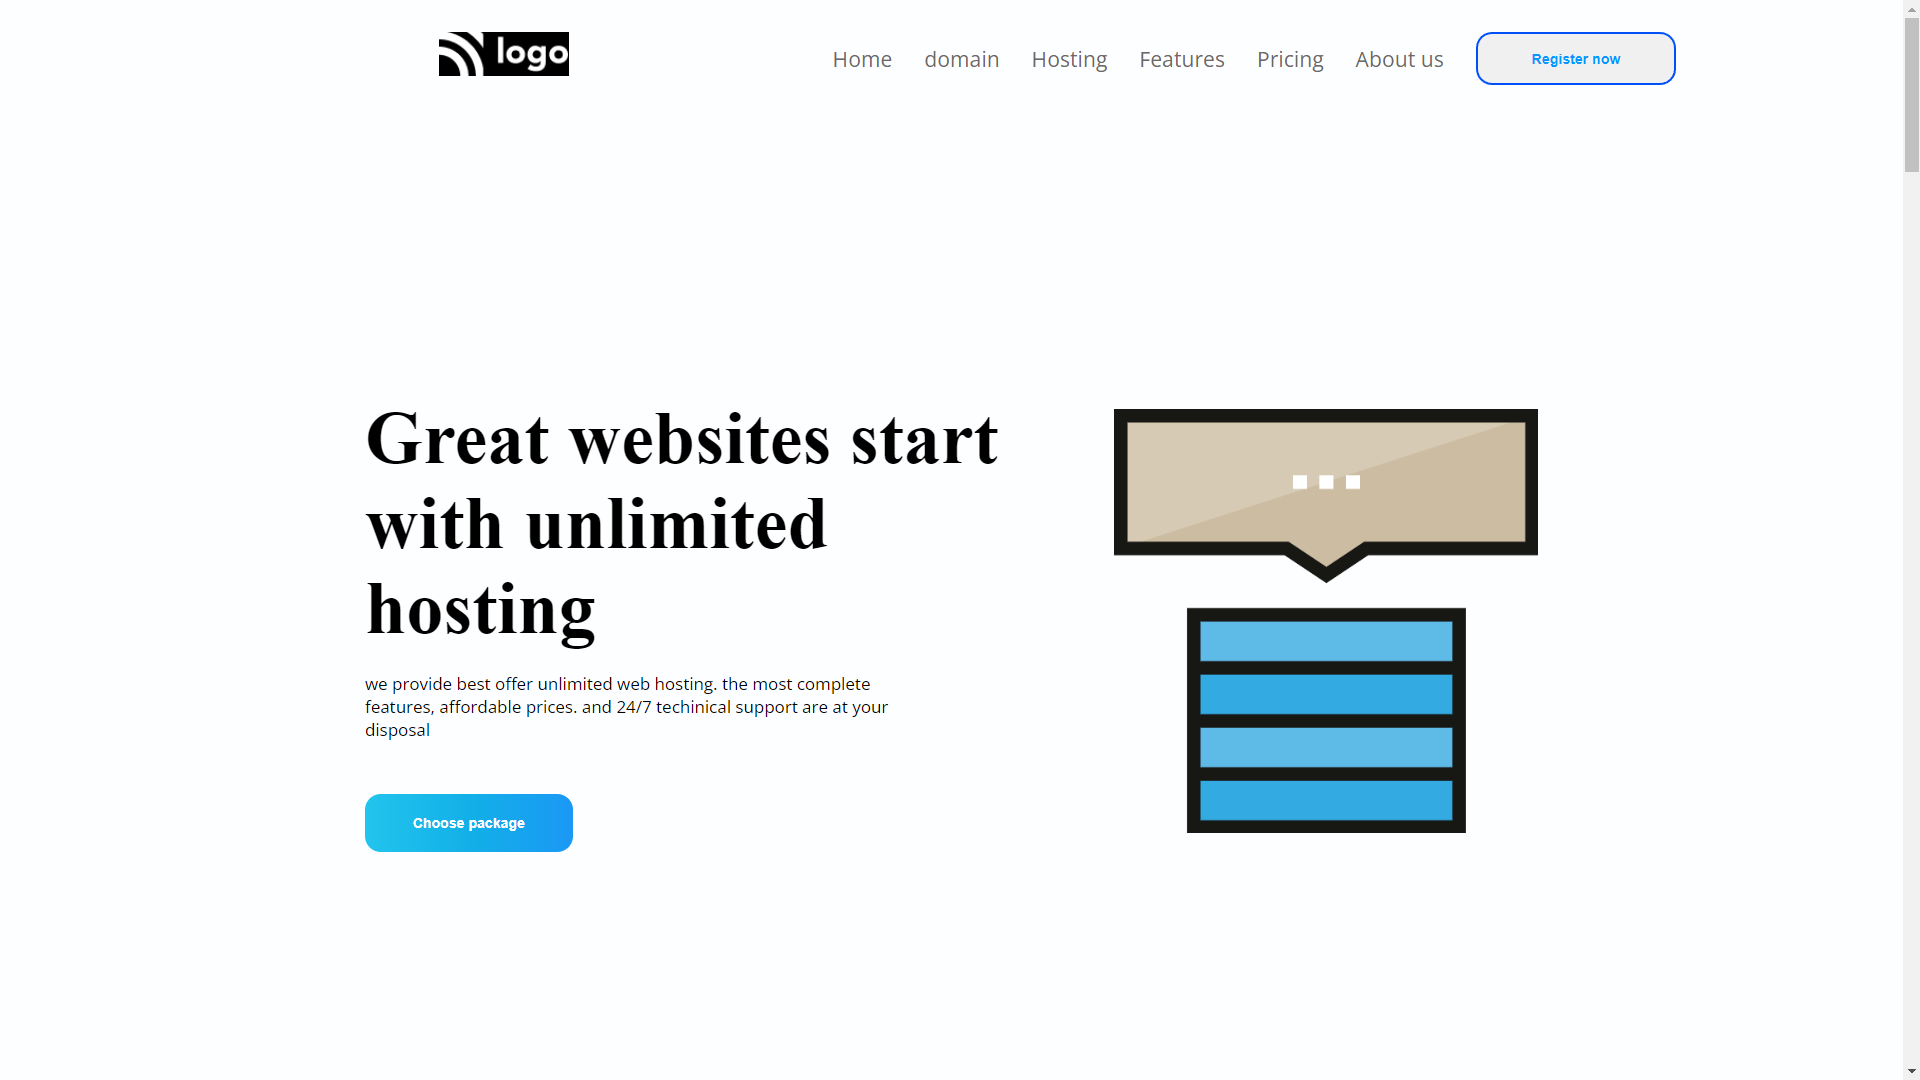 logo
Home domain Hosting Features Pricing About us Register now
Great websites start
with unlimited
hosting
we provide best offer unlimited web hosting. the most complete
features, affordable prices. and 24/7 techinical support are at your
disposal
Choose package